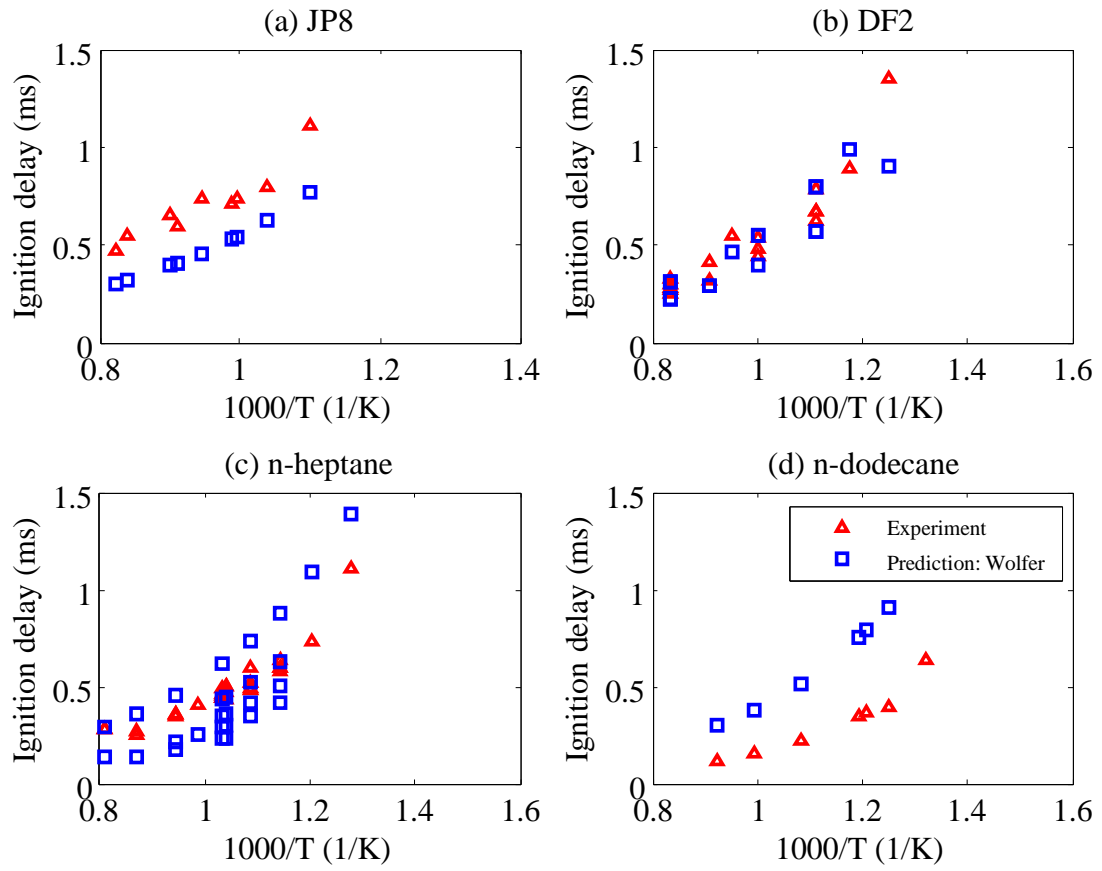 (a) JP8
Ignition delay (ms)
1.5
1
0.5
0
0.8
1
1.2
1.4
1000/T (1/K)
(b) DF2
Ignition delay (ms)
1.5
1
0.5
0
0.8
1
1.2
1.4
1.6
1000/T (1/K)
(c) n-heptane
Ignition delay (ms)
1.5
1
0.5
0
0.8
1
1.2
1.4
1.6
1000/T (1/K)
(d) n-dodecane
Ignition delay (ms)
1.5
1
0.5
0
0.8
1
1.2
1.4
1.6
1000/T (1/K)
Experiment
Prediction: Wolfer